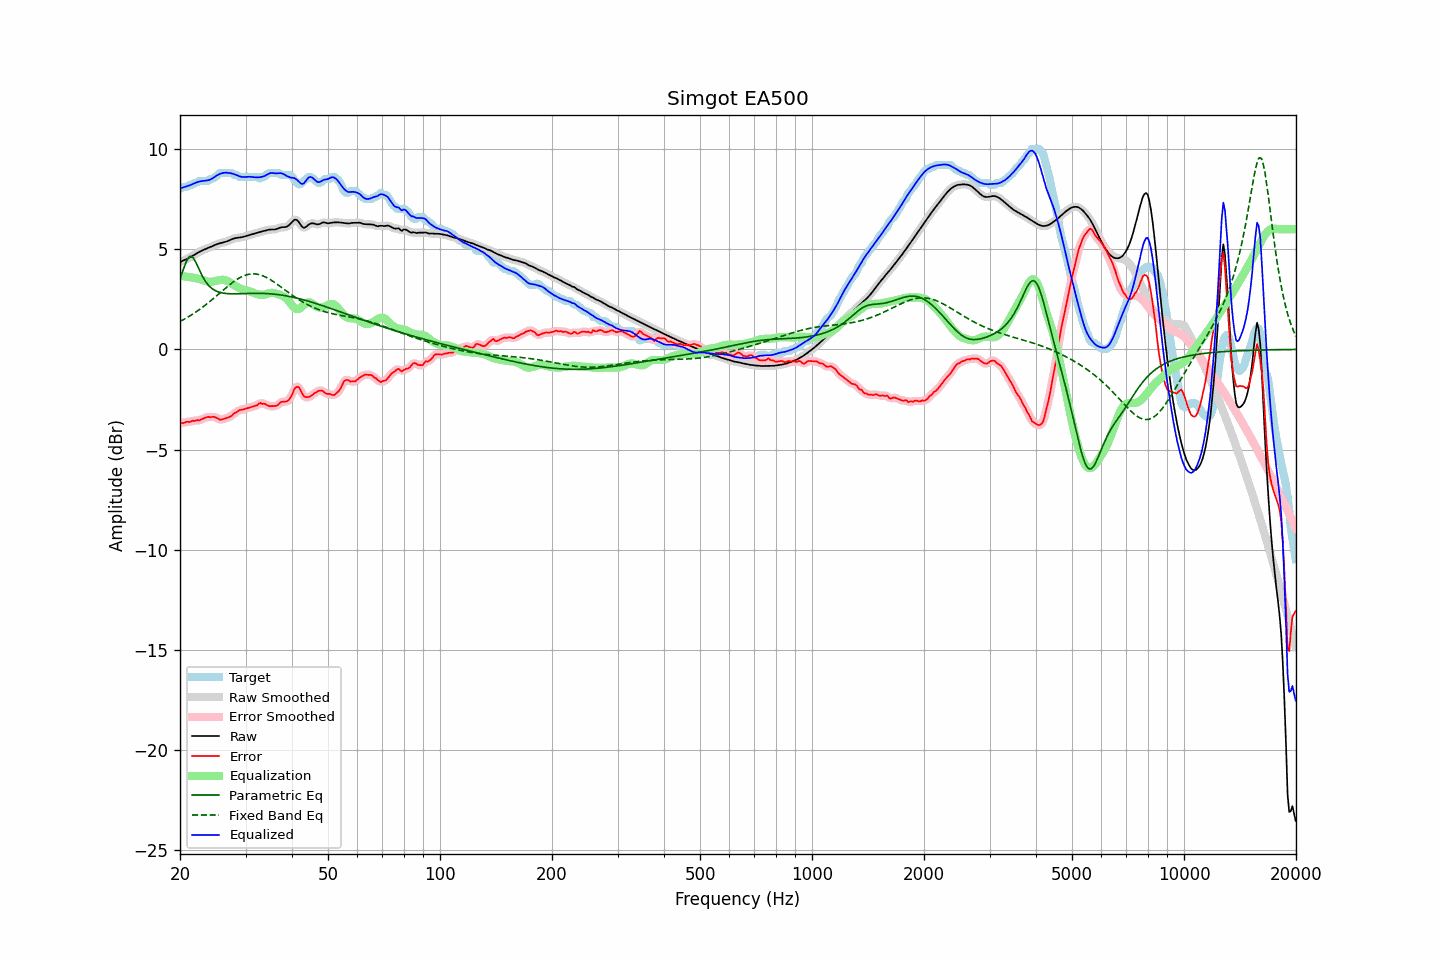 Simgot EA500
Amplitude (dBr)
10
5
0
−5
−10
−15
−20
−25
Target
Raw Smoothed
Error Smoothed
Raw
Error
Equalization
Parametric Eq
Fixed Band Eq
Equalized
20 50 100 200 500 1000 2000 5000 10000 20000
Frequency (Hz)